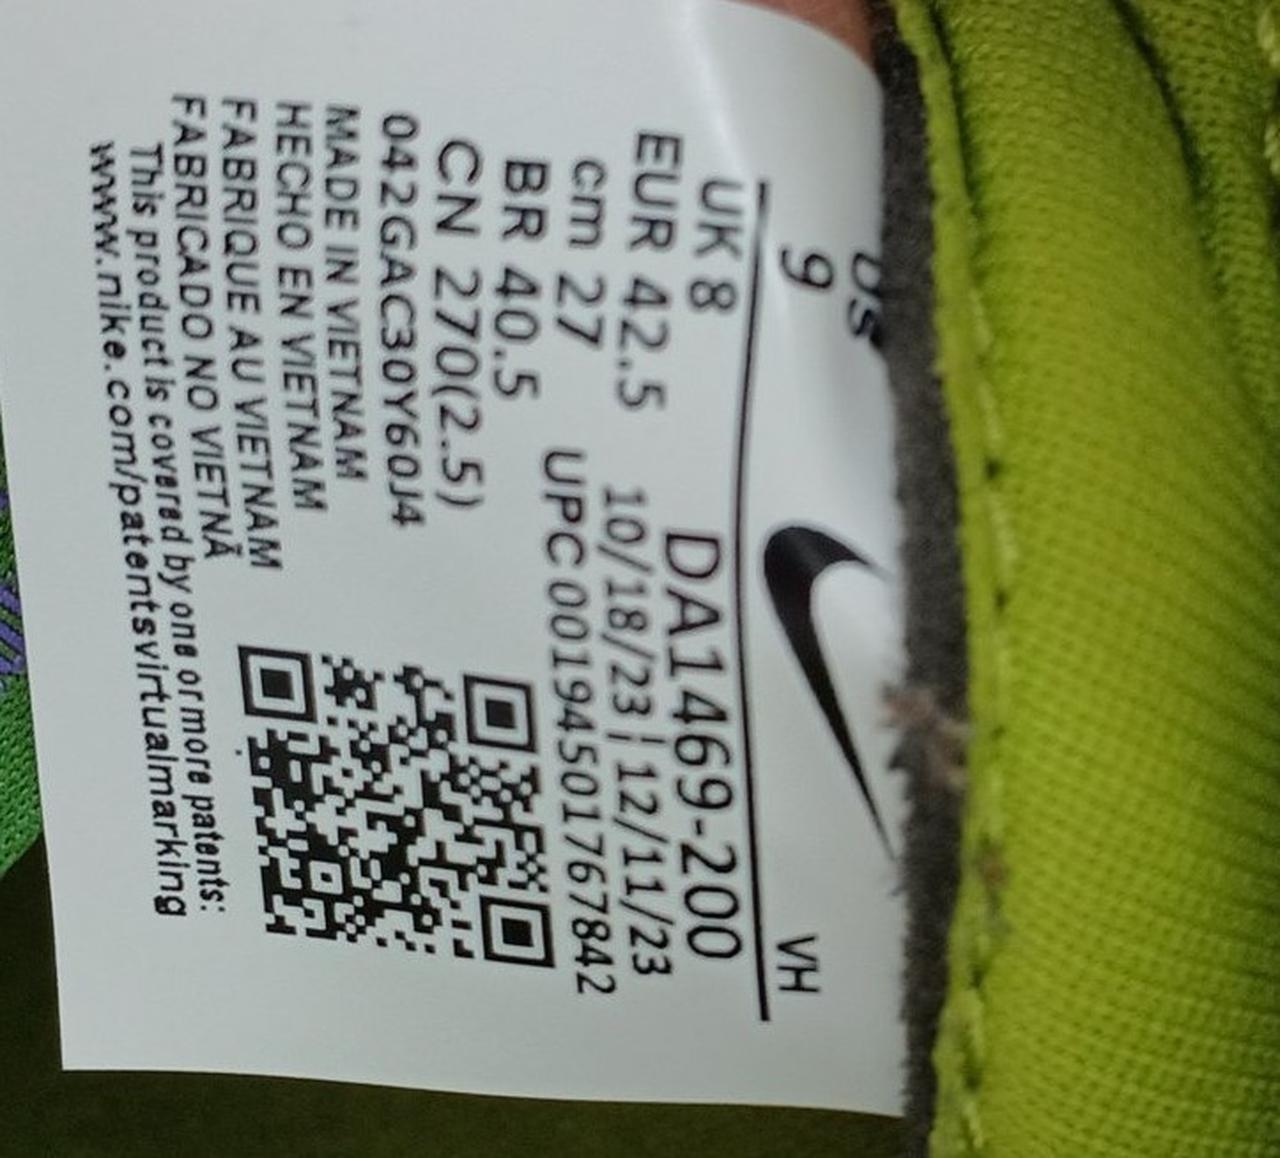 US
9
VH
UK 8
EUR 42.5
cm 27
BR 40.5
CN 270(2.5)
DA1469-200
10/18/23 | 12/11/23
UPC00194501767842
042GAC30Y60J4
MADE IN VIETNAM
HECHO EN VIETNAM
FABRIQUE AU VIETNAM
FABRICADO NO VIETNÃ
This product is covered by one or more patents:
www.nike.com/patentsvirtualmarking